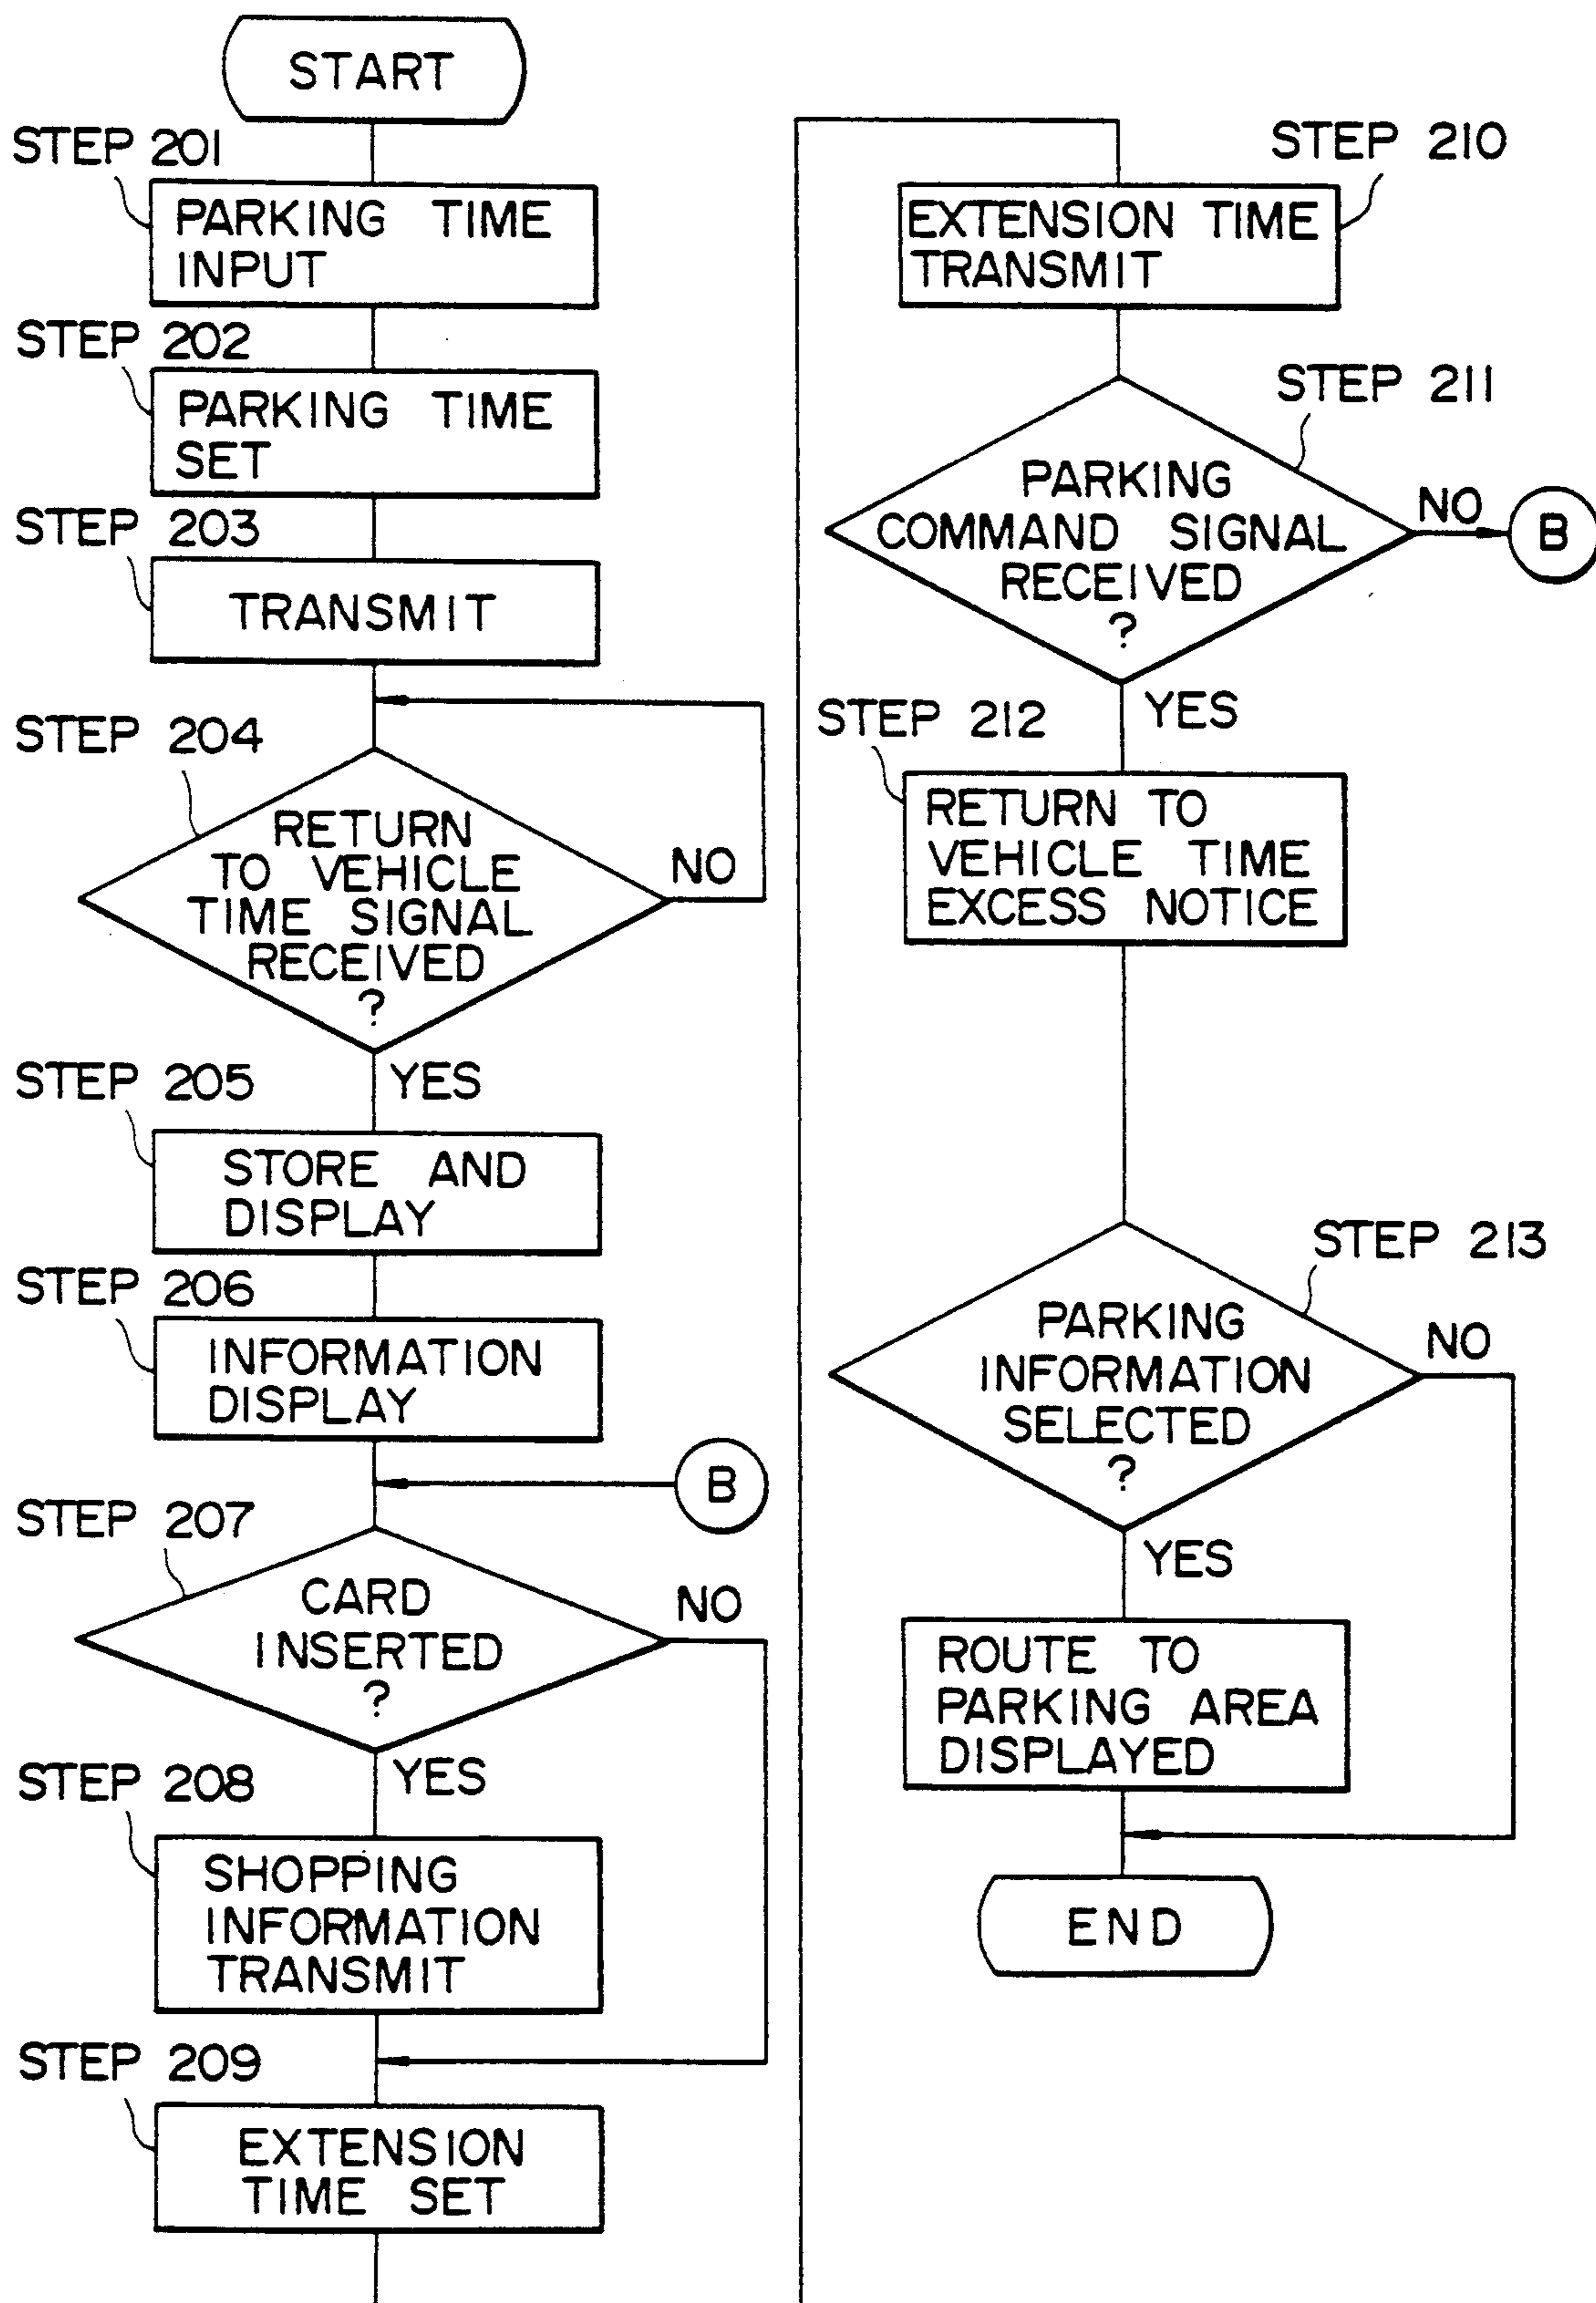 START
STEP 201
PARKING TIME
INPUT
STEP 202
PARKING TIME
SET
STEP 203
TRANSMIT
STEP 204
RETURN
TO VEHICLE
TIME SIGNAL
RECEIVED
?
NO
YES
STEP 205
STORE AND
DISPLAY
STEP 206
INFORMATION
DISPLAY
B
STEP 207
CARD
INSERTED
?
NO
YES
STEP 208
SHOPPING
INFORMATION
TRANSMIT
STEP 209
EXTENSION
TIME SET
STEP 210
EXTENSION TIME
TRANSMIT
STEP 211
PARKING
COMMAND SIGNAL
RECEIVED
?
NO
B
YES
STEP 212
RETURN TO
VEHICLE TIME
EXCESS NOTICE
STEP 213
PARKING
INFORMATION
SELECTED
?
NO
YES
ROUTE TO
PARKING AREA
DISPLAYED
END